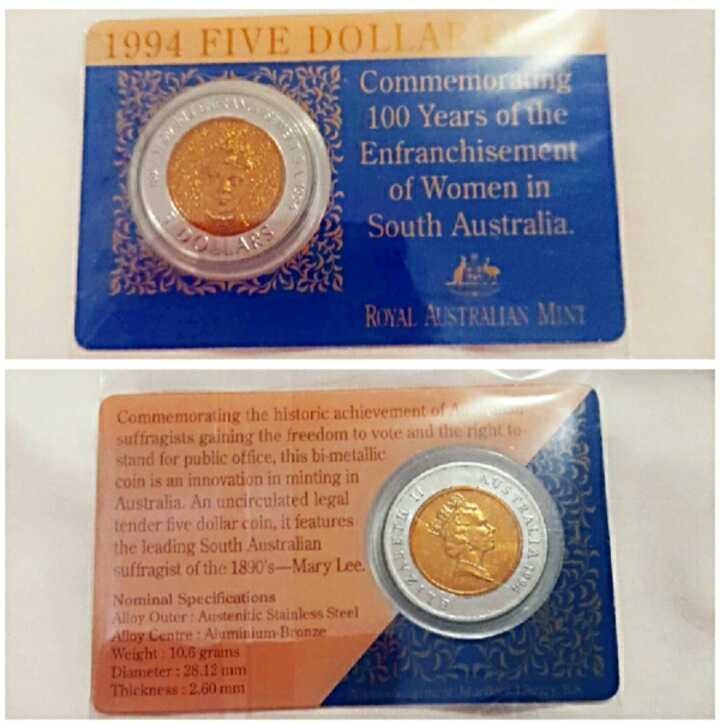 1994 FIVE DOLLAR
Commemorating
100 Years of the
Enfranchisement
of Women in
South Australia.
ROYAL AUSTRALIAN MINT
5 DOLLARS
Commemorating the historic achievement of
suffragists gaining the freedom to vote and the right to
stand for public office, this bi-metallic
coin is an innovation in minting in
Australia. An uncirculated legal
tender five dollar coin, it features
the leading South Australian
suffragist of the 1890's—Mary Lee.
Nominal Specifications
Alloy Outer : Austenitic Stainless Steel
Alloy Centre : Aluminium-Bronze
Weight : 10.6 grams
Diameter : 28.12 mm
Thickness : 2.60 mm
ELIZABETH II AUSTRALIA 1994